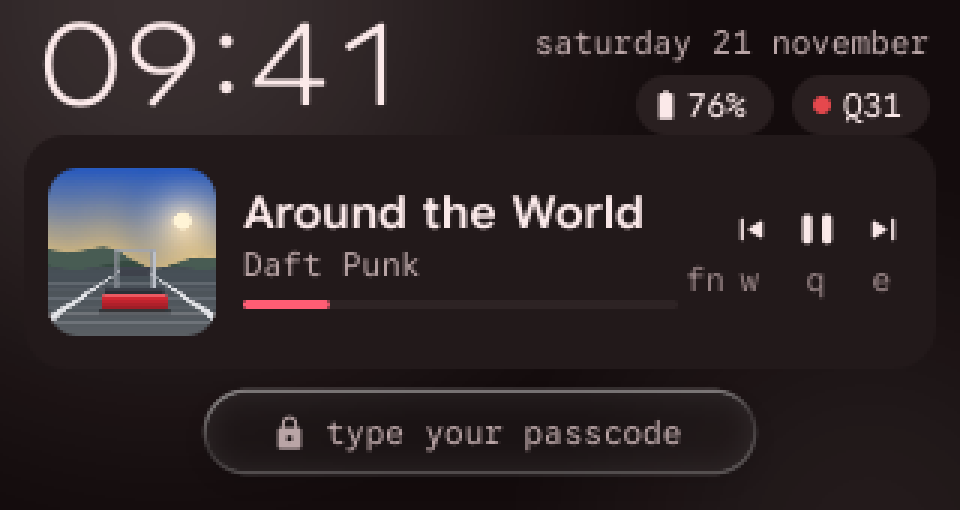 09:41
saturday 21 november
76%
Q31
Around the World
Daft Punk
fn w q e
type your passcode